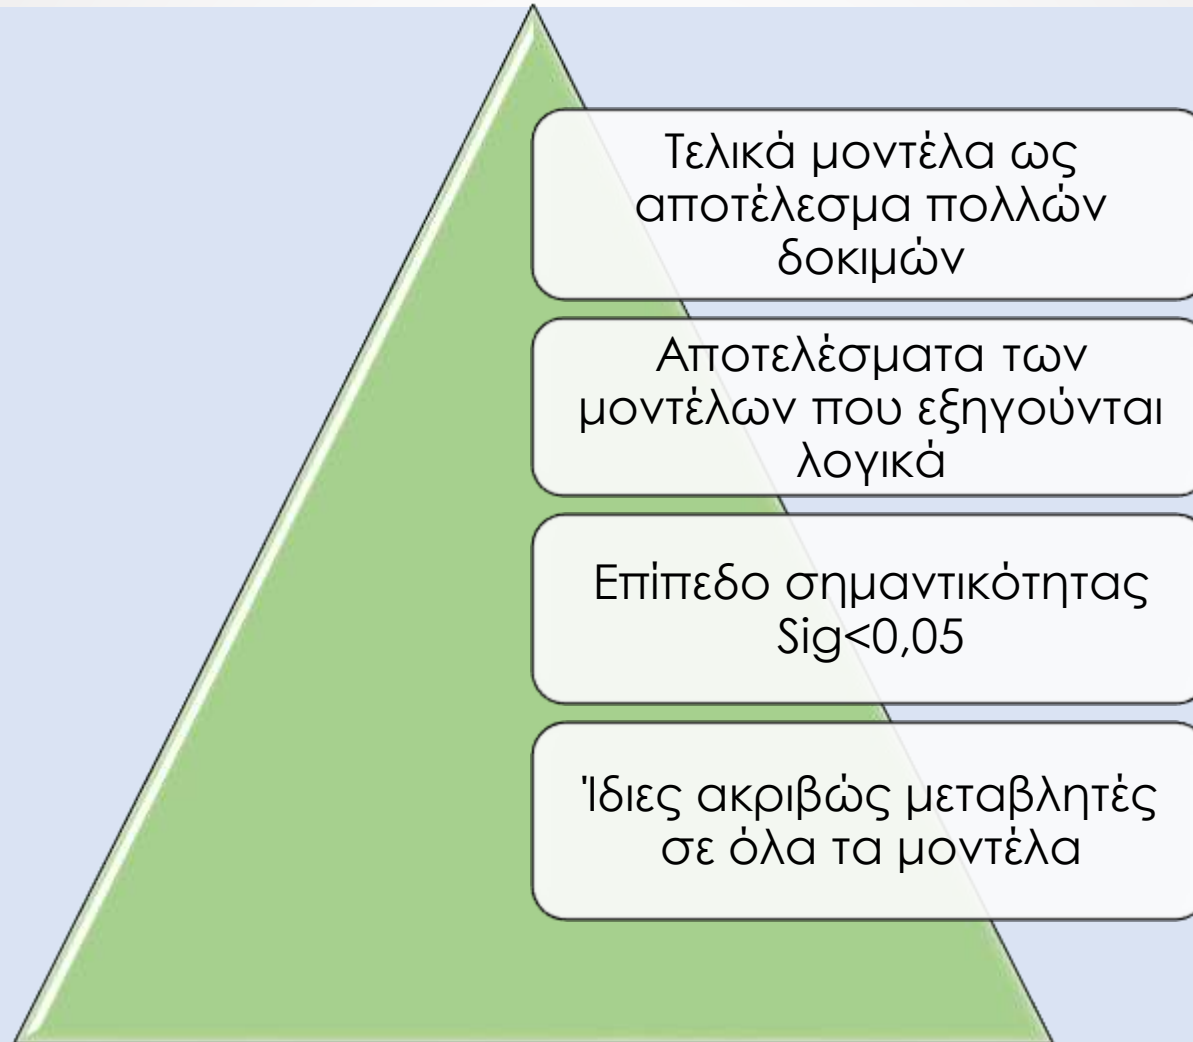 Τελικά μοντέλα ως
αποτέλεσμα πολλών
δοκιμών
Αποτελέσματα των
μοντέλων που εξηγούνται
λογικά
Επίπεδο σημαντικότητας
Sig<0,05
Ίδιες ακριβώς μεταβλητές
σε όλα τα μοντέλα